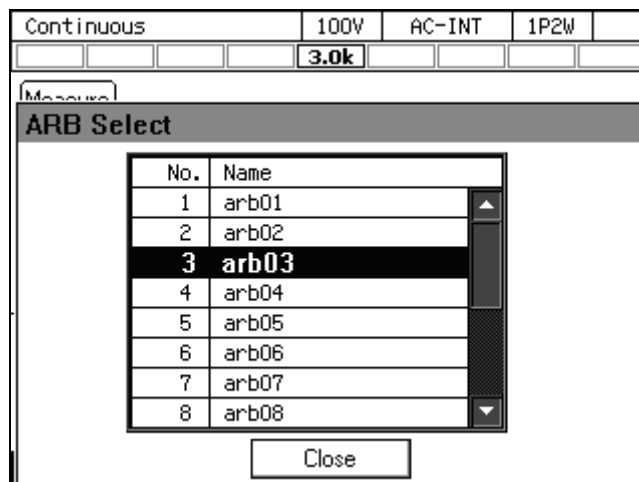 Continuous 100V AC-INT 1P2W
3.0k
Measure
ARB Select
No. Name
1 arb01
2 arb02
3 arb03
4 arb04
5 arb05
6 arb06
7 arb07
8 arb08
Close